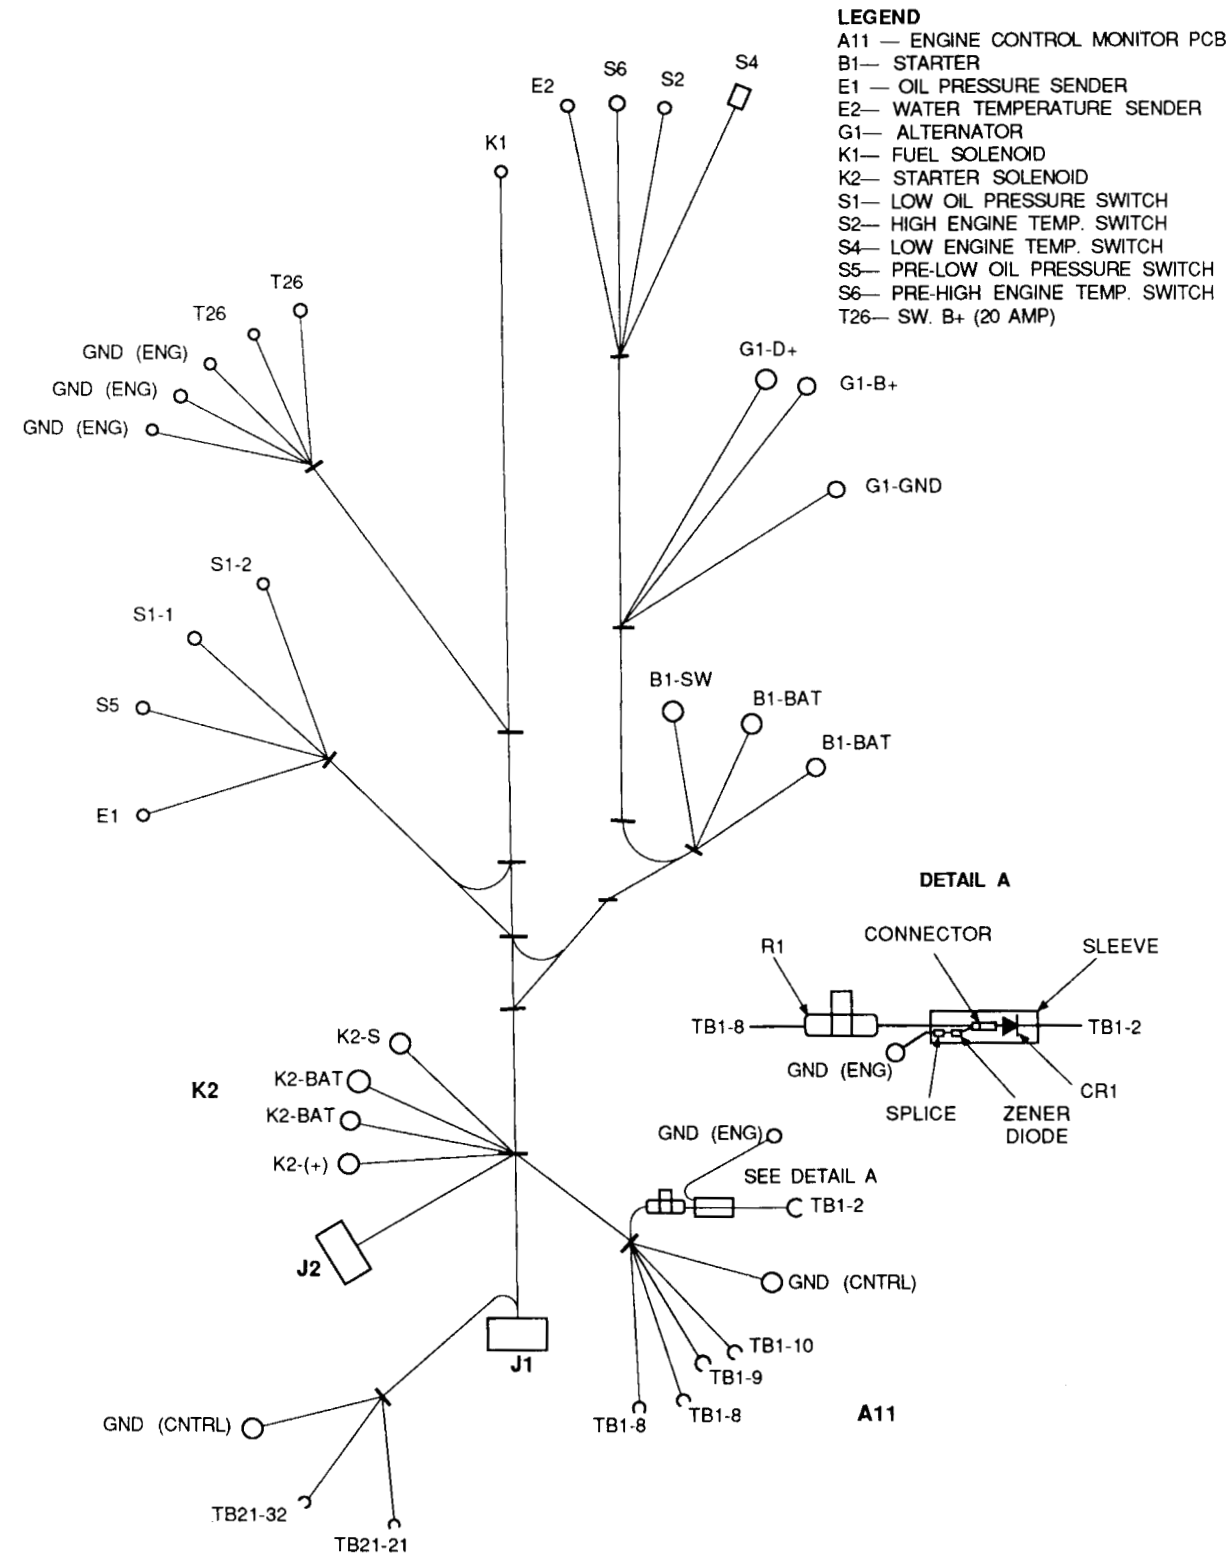 LEGEND
A11 — ENGINE CONTROL MONITOR PCB
B1— STARTER
E1 — OIL PRESSURE SENDER
E2— WATER TEMPERATURE SENDER
G1— ALTERNATOR
K1— FUEL SOLENOID
K2— STARTER SOLENOID
S1— LOW OIL PRESSURE SWITCH
S2— HIGH ENGINE TEMP. SWITCH
S4— LOW ENGINE TEMP. SWITCH
S5— PRE-LOW OIL PRESSURE SWITCH
S6— PRE-HIGH ENGINE TEMP. SWITCH
T26— SW. B+ (20 AMP)
E2
S6
S2
S4
K1
T26
T26
GND (ENG)
GND (ENG)
GND (ENG)
G1-D+
G1-B+
G1-GND
S1-2
S1-1
S5
E1
B1-SW
B1-BAT
B1-BAT
DETAIL A
R1
CONNECTOR
SLEEVE
TB1-8
TB1-2
GND (ENG)
CR1
SPLICE
ZENER
DIODE
K2
K2-S
K2-BAT
K2-BAT
K2-(+)
J2
GND (ENG)
SEE DETAIL A
TB1-2
GND (CNTRL)
TB1-10
TB1-9
TB1-8
TB1-8
A11
J1
GND (CNTRL)
TB21-32
TB21-21